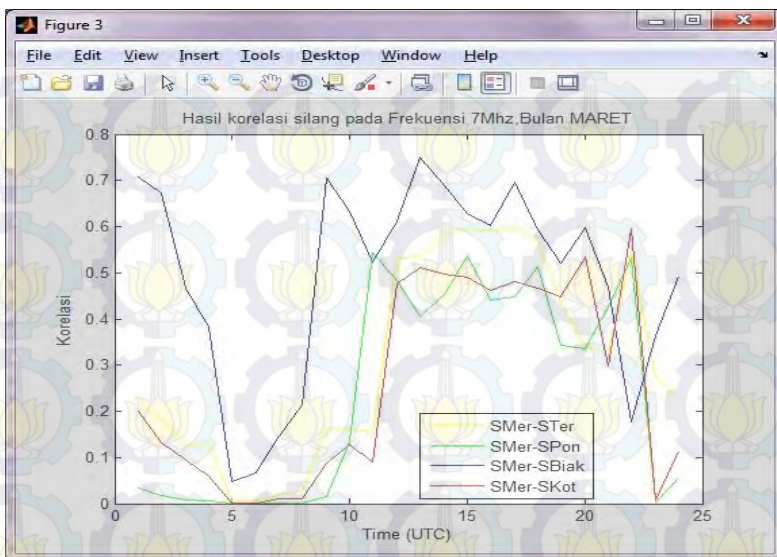 Figure 3
File Edit View Insert Tools Desktop Window Help
Hasil korelasi silang pada Frekuensi 7Mhz,Bulan MARET
0.8
0.7
0.6
0.5
0.4
0.3
0.2
0.1
0
Korelasi
SMer-STer
SMer-SPon
SMer-SBiak
SMer-SKot
0 5 10 15 20 25
Time (UTC)